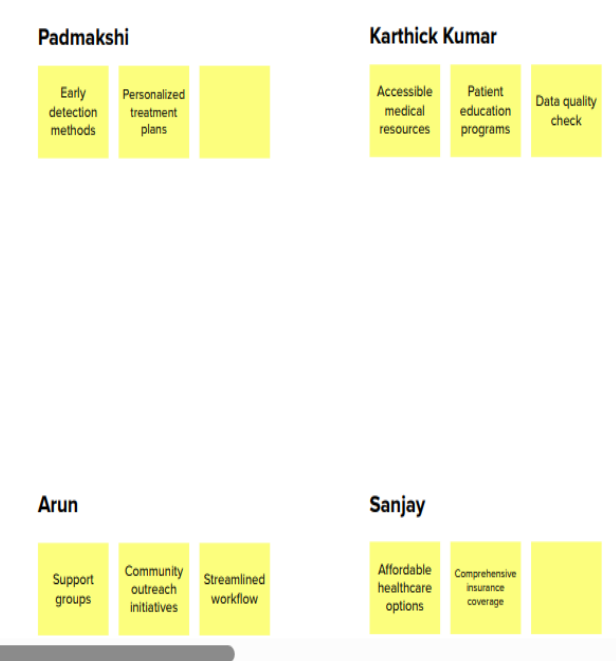 Padmakshi
Early
detection
methods
Personalized
treatment
plans
Karthick Kumar
Accessible
medical
resources
Patient
education
programs
Data quality
check
Arun
Support
groups
Community
outreach
initiatives
Streamlined
workflow
Sanjay
Affordable
healthcare
options
Comprehensive
insurance
coverage